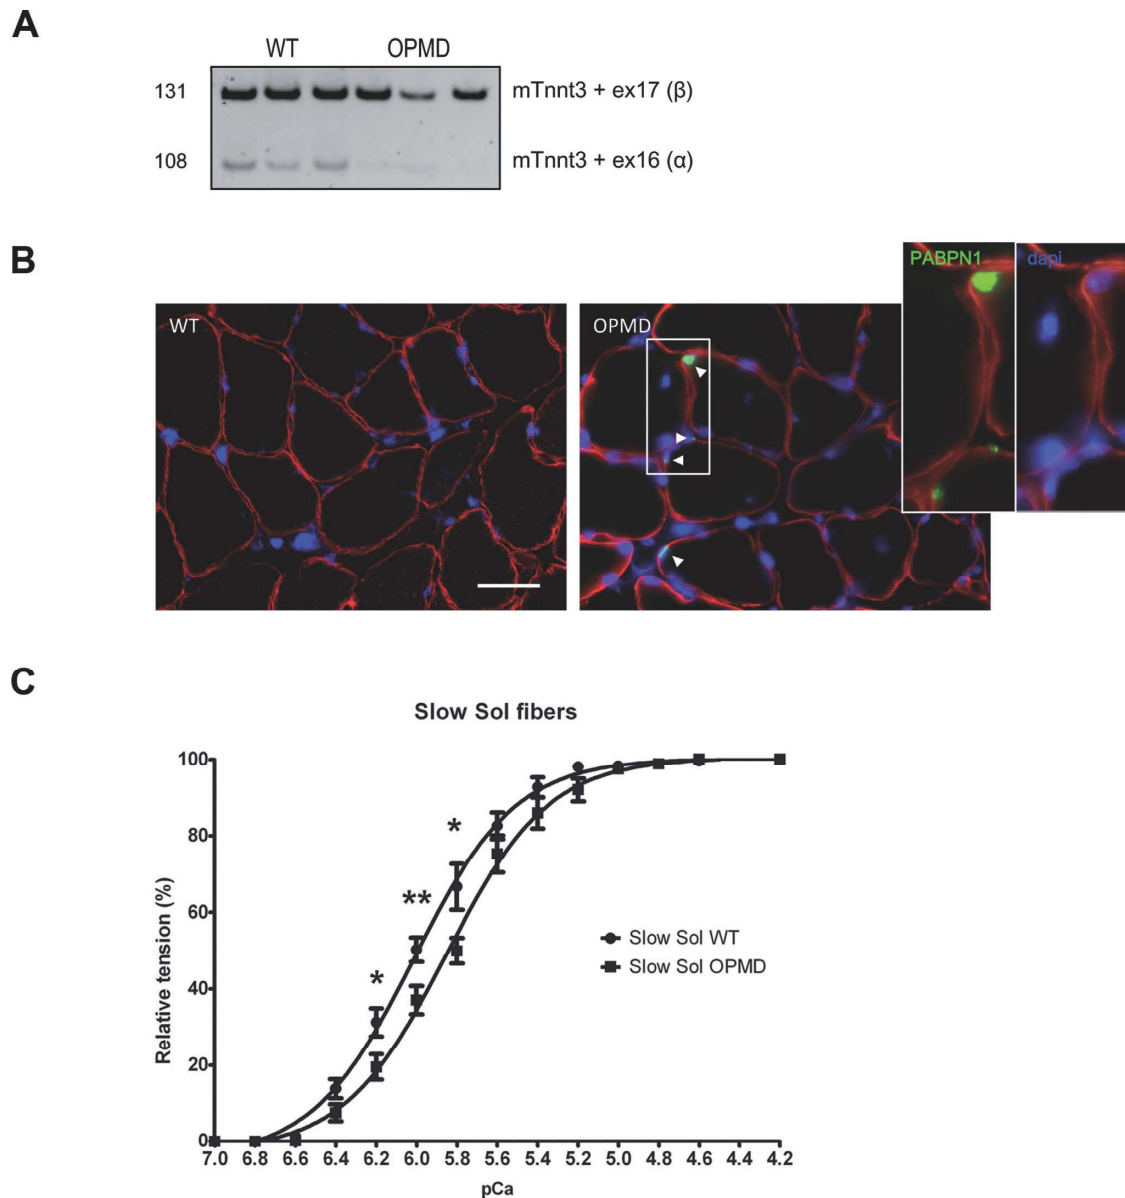 A
WT OPMD
131 mTnnt3 + ex17 (β)
108 mTnnt3 + ex16 (α)
B
WT
OPMD
PABPN1
dapi
C
Slow Sol fibers
*
**
*
Relative tension (%)
100
80
60
40
20
0
Slow Sol WT
Slow Sol OPMD
7.0 6.8 6.6 6.4 6.2 6.0 5.8 5.6 5.4 5.2 5.0 4.8 4.6 4.4 4.2
pCa